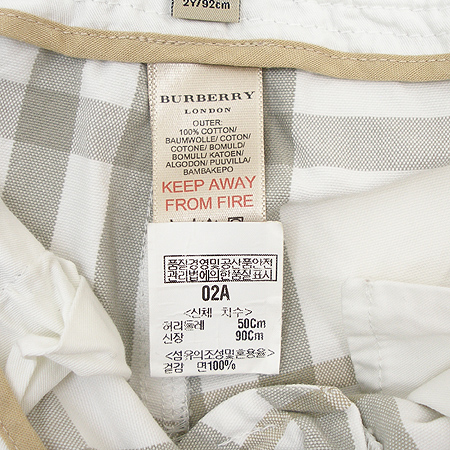 2Y/92cm
BURBERRY
LONDON
OUTER:
100% COTTON/
BAUMWOLLE/ COTON/
COTONE/ BOMULD/
BOMULL/ KATOEN/
ALGODON/ PUUVILLA/
BAMBAKEPO
KEEP AWAY
FROM FIRE
품질경영및공산품안전
관리법에의한품질표시
02A
<신체 치수>
허리둘레 50Cm
신장 90Cm
<섬유의조성및혼용율>
겉감 면100%